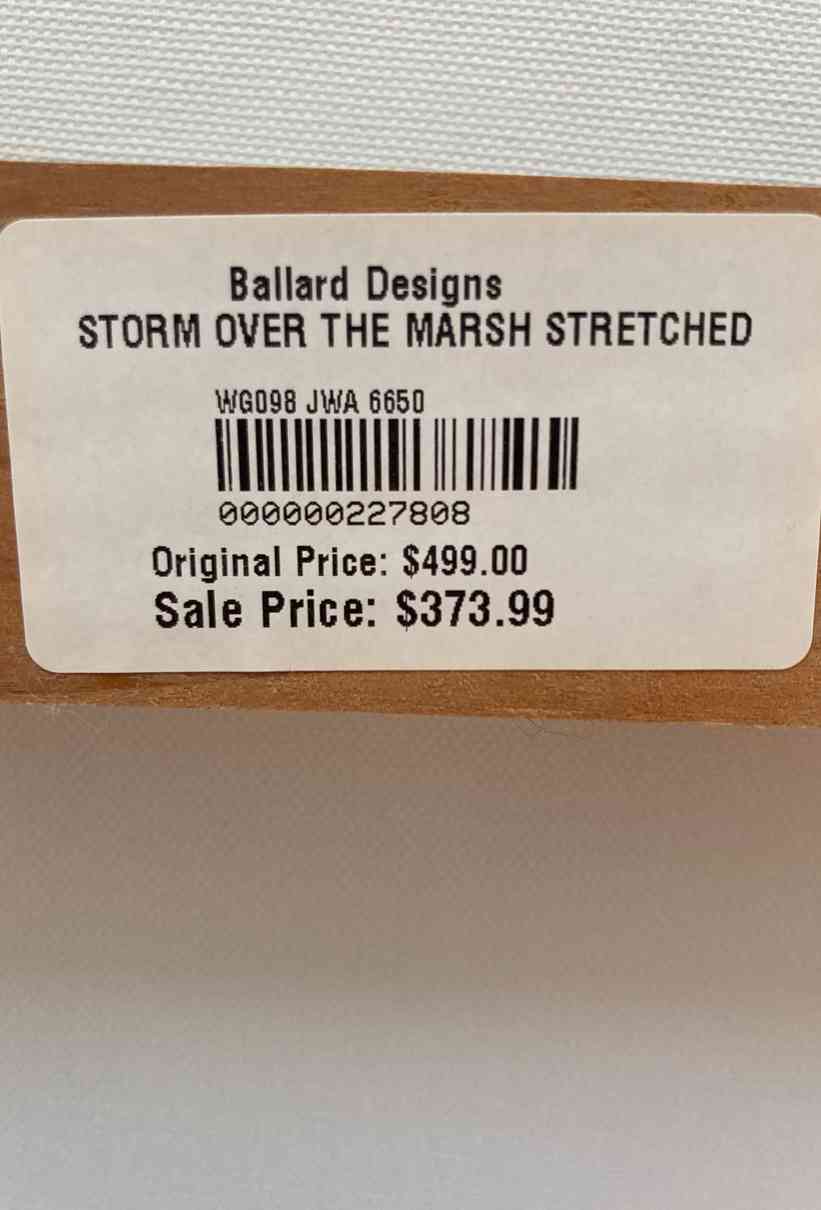 Ballard Designs
STORM OVER THE MARSH STRETCHED
WG098 JWA 6650
000000227808
Original Price: $499.00
Sale Price: $373.99